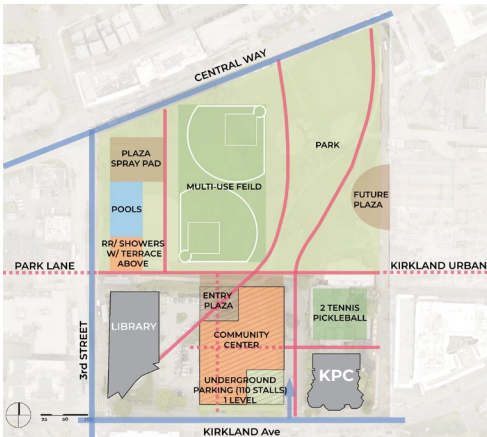 CENTRAL WAY
PLAZA
SPRAY PAD
PARK
MULTI-USE FEILD
POOLS
FUTURE
PLAZA
RR/ SHOWERS
W/ TERRACE
ABOVE
PARK LANE
KIRKLAND URBAN
ENTRY
PLAZA
2 TENNIS
PICKLEBALL
LIBRARY
COMMUNITY
CENTER
3rd STREET
KPC
UNDERGROUND
PARKING (110 STALLS)
1 LEVEL
KIRKLAND Ave